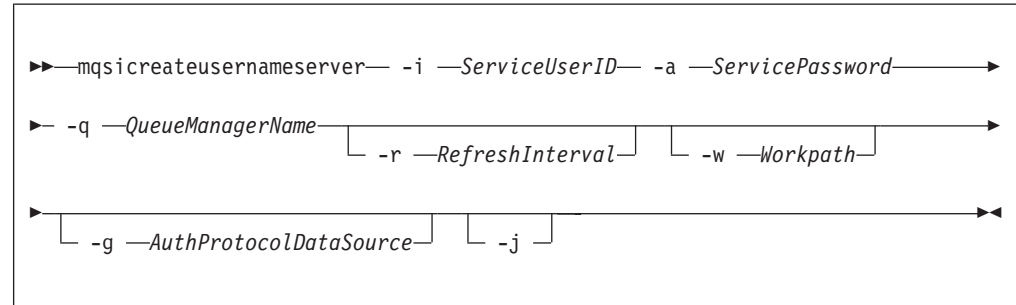 mqsicreateusernameserver -i ServiceUserID -a ServicePassword
-q QueueManagerName
-r RefreshInterval -w Workpath
-g AuthProtocolDataSource -j